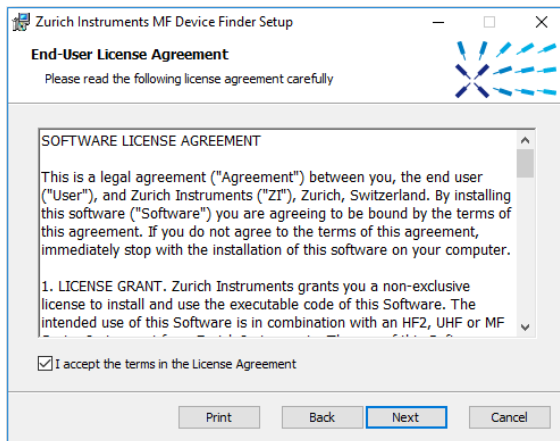 Zurich Instruments MF Device Finder Setup
End-User License Agreement
Please read the following license agreement carefully
SOFTWARE LICENSE AGREEMENT
This is a legal agreement ("Agreement") between you, the end user
("User"), and Zurich Instruments ("ZI"), Zurich, Switzerland. By installing
this software ("Software") you are agreeing to be bound by the terms of
this agreement. If you do not agree to the terms of this agreement,
immediately stop with the installation of this software on your computer.
1. LICENSE GRANT. Zurich Instruments grants you a non-exclusive
license to install and use the executable code of this Software. The
intended use of this Software is in combination with an HF2, UHF or MF
I accept the terms in the License Agreement
Print Back Next Cancel